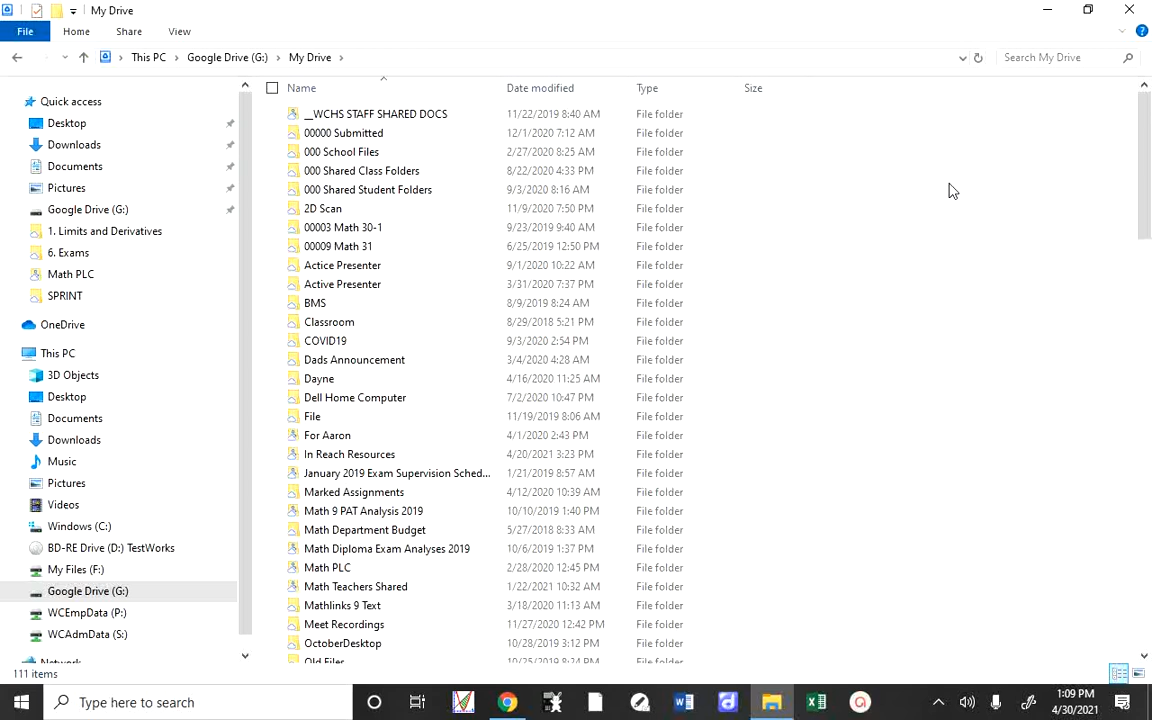 My Drive
File Home Share View
This PC Google Drive (G:) My Drive Search My Drive
Name Date modified Type Size
Quick access
Desktop
Downloads
Documents
Pictures
Google Drive (G:)
1. Limits and Derivatives
6. Exams
Math PLC
SPRINT
OneDrive
This PC
3D Objects
Desktop
Documents
Downloads
Music
Pictures
Videos
Windows (C:)
BD-RE Drive (D:) TestWorks
My Files (F:)
Google Drive (G:)
WCEmpData (P:)
WCAdmData (S:)
Network
__WCHS STAFF SHARED DOCS 11/22/2019 8:40 AM File folder
00000 Submitted 12/1/2020 7:12 AM File folder
000 School Files 2/27/2020 8:25 AM File folder
000 Shared Class Folders 8/22/2020 4:33 PM File folder
000 Shared Student Folders 9/3/2020 8:16 AM File folder
2D Scan 11/9/2020 7:50 PM File folder
00003 Math 30-1 9/23/2019 9:40 AM File folder
00009 Math 31 6/25/2019 12:50 PM File folder
Actice Presenter 9/1/2020 10:22 AM File folder
Active Presenter 3/31/2020 7:37 PM File folder
BMS 8/9/2019 8:24 AM File folder
Classroom 8/29/2018 5:21 PM File folder
COVID19 9/3/2020 2:54 PM File folder
Dads Announcement 3/4/2020 4:28 AM File folder
Dayne 4/16/2020 11:25 AM File folder
Dell Home Computer 7/2/2020 10:47 PM File folder
File 11/19/2019 8:06 AM File folder
For Aaron 4/1/2020 2:43 PM File folder
In Reach Resources 4/20/2021 3:23 PM File folder
January 2019 Exam Supervision Sched... 1/21/2019 8:57 AM File folder
Marked Assignments 4/12/2020 10:39 AM File folder
Math 9 PAT Analysis 2019 10/10/2019 1:40 PM File folder
Math Department Budget 5/27/2018 8:33 AM File folder
Math Diploma Exam Analyses 2019 10/6/2019 1:37 PM File folder
Math PLC 2/28/2020 12:45 PM File folder
Math Teachers Shared 1/22/2021 10:32 AM File folder
Mathlinks 9 Text 3/18/2020 11:13 AM File folder
Meet Recordings 11/27/2020 12:42 PM File folder
OctoberDesktop 10/28/2019 3:12 PM File folder
Old Files 10/25/2019 8:24 PM File folder
111 items
Type here to search
1:09 PM
4/30/2021